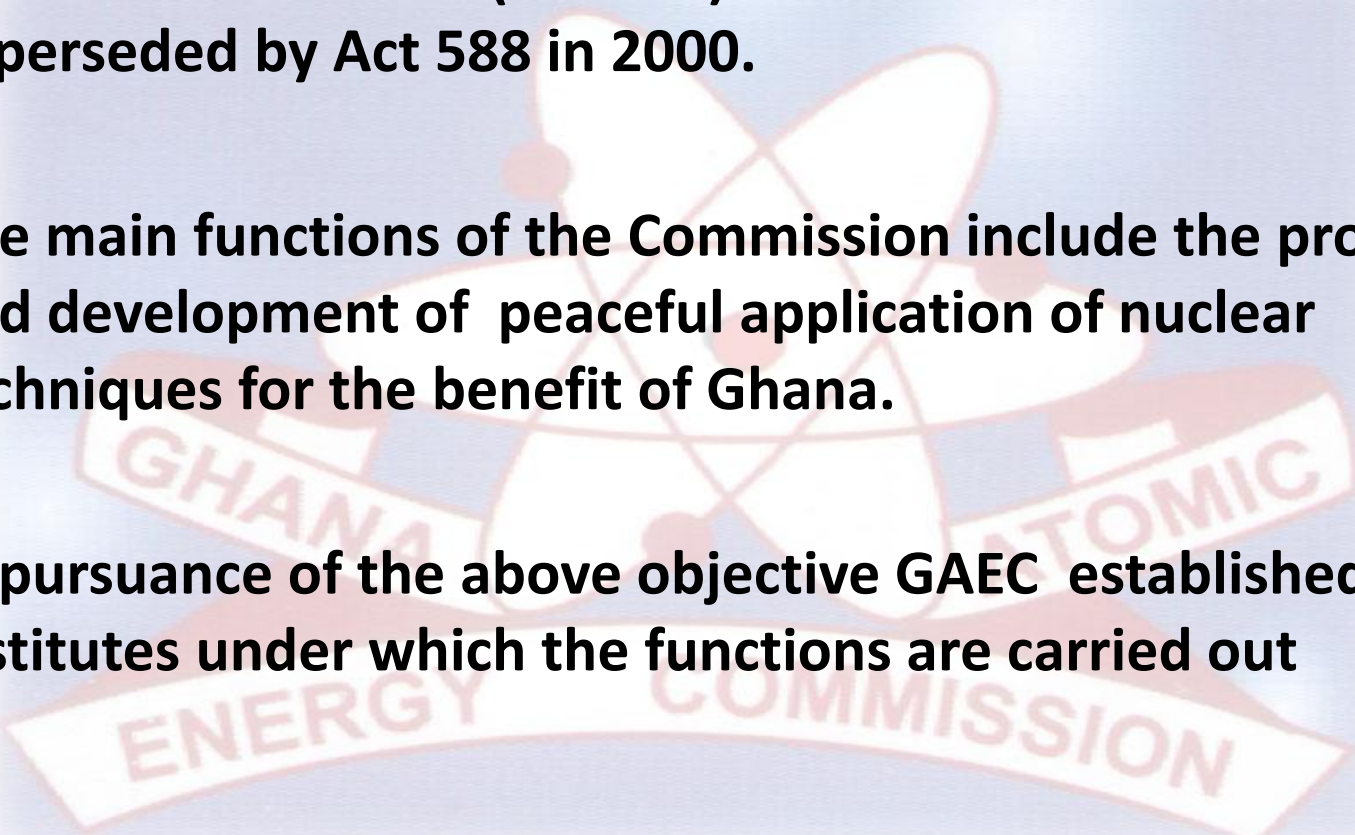 perseded by Act 588 in 2000.
e main functions of the Commission include the pro
d development of  peaceful application of nuclear
chniques for the benefit of Ghana.
pursuance of the above objective GAEC  established
stitutes under which the functions are carried out
GHANA ATOMIC
ENERGY COMMISSION